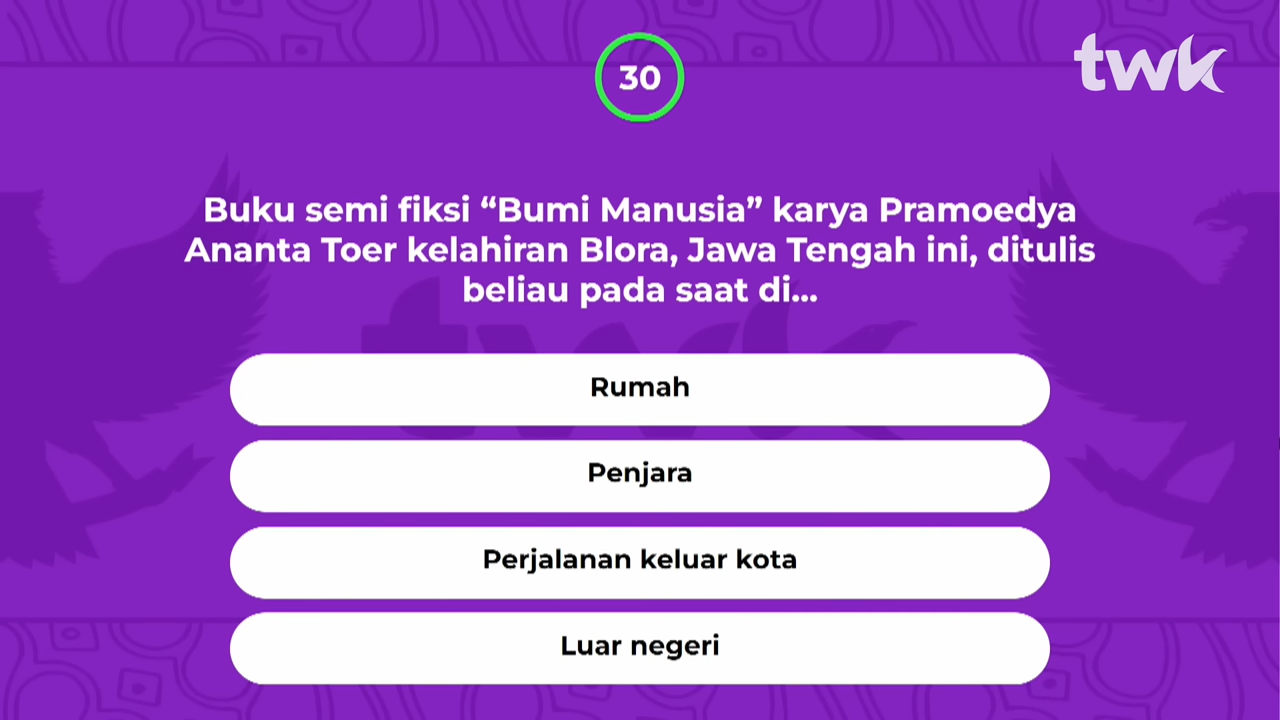 30
twk
Buku semi fiksi “Bumi Manusia” karya Pramoedya
Ananta Toer kelahiran Blora, Jawa Tengah ini, ditulis
beliau pada saat di...
twk
Rumah
Penjara
Perjalanan keluar kota
Luar negeri